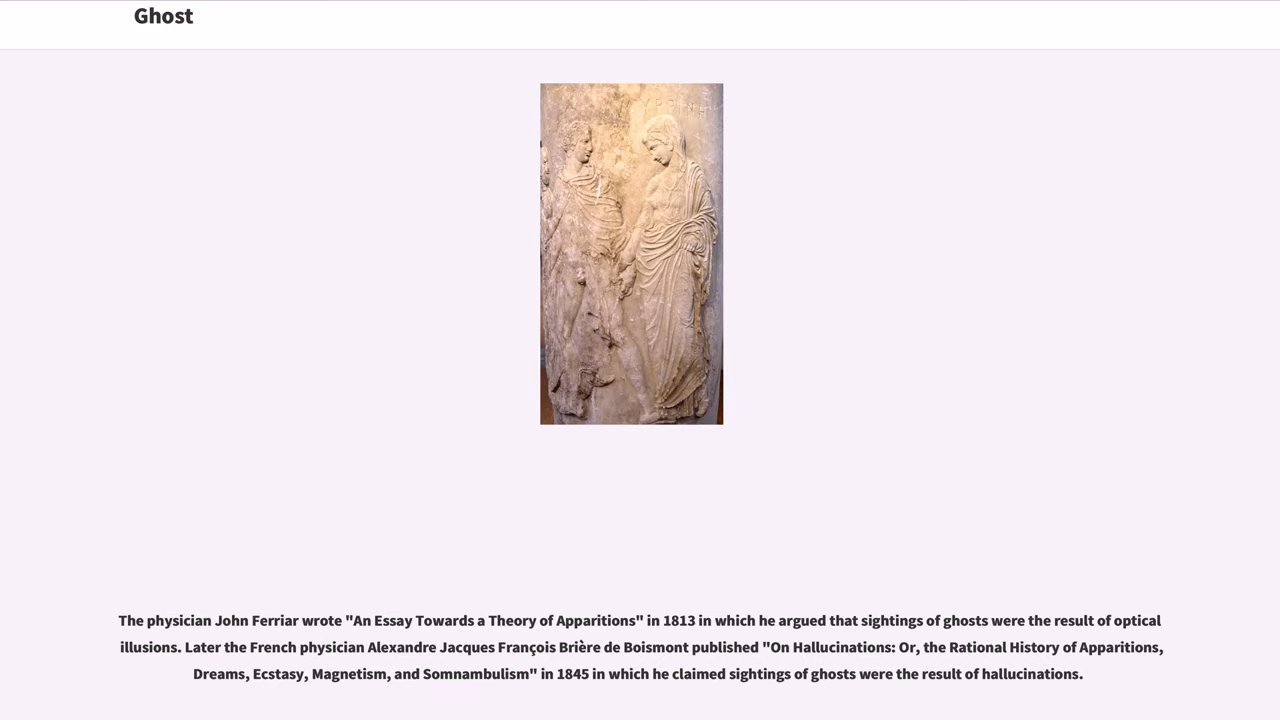 Ghost
The physician John Ferriar wrote "An Essay Towards a Theory of Apparitions" in 1813 in which he argued that sightings of ghosts were the result of optical
illusions. Later the French physician Alexandre Jacques François Brière de Boismont published "On Hallucinations: Or, the Rational History of Apparitions,
Dreams, Ecstasy, Magnetism, and Somnambulism" in 1845 in which he claimed sightings of ghosts were the result of hallucinations.